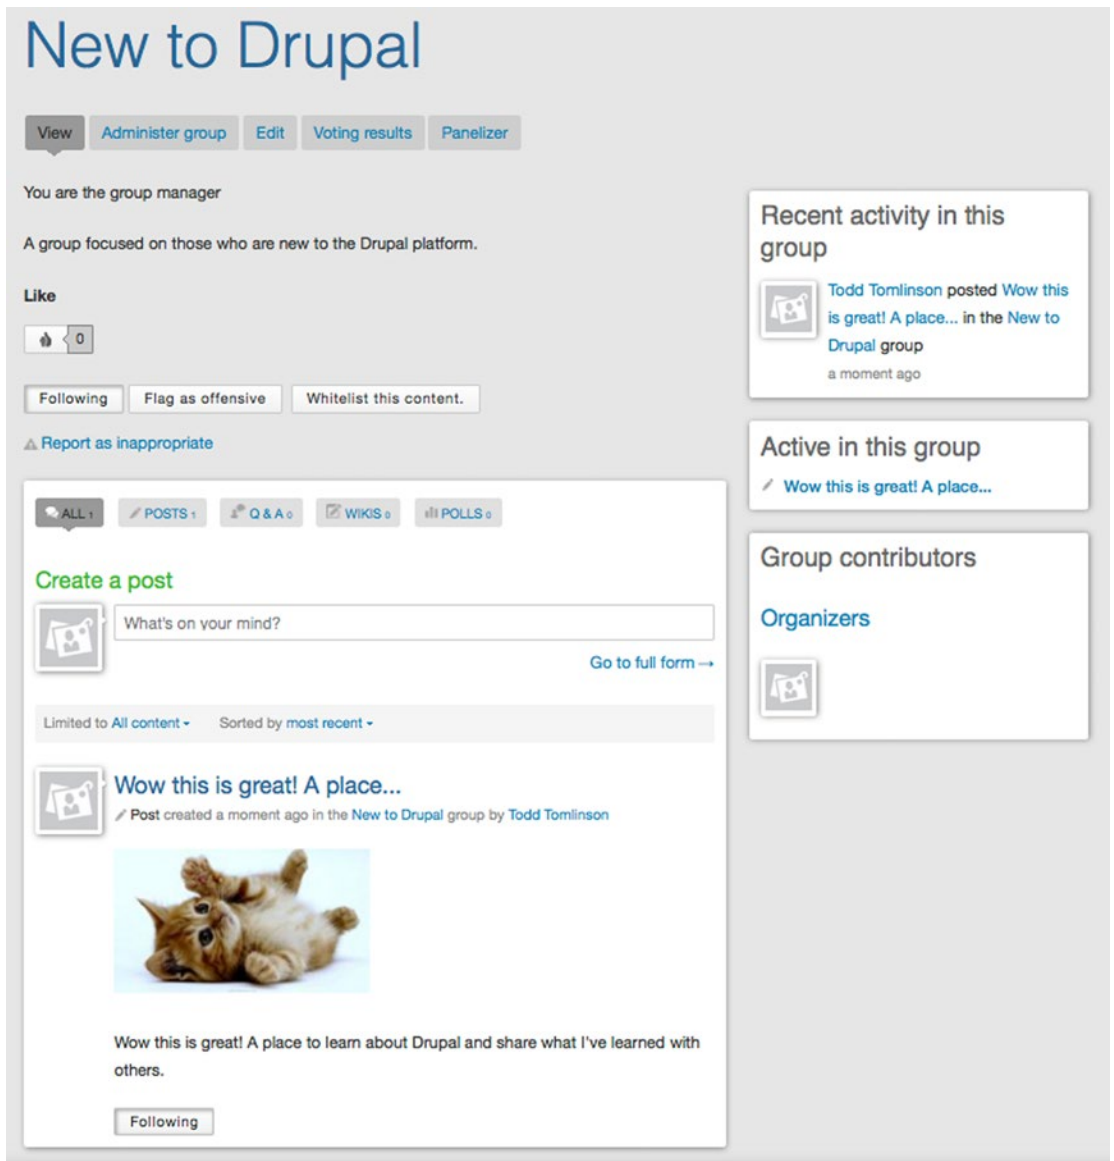 New to Drupal
View Administer group Edit Voting results Panelizer
You are the group manager
A group focused on those who are new to the Drupal platform.
Like
0
Following Flag as offensive Whitelist this content.
Report as inappropriate
ALL 1 POSTS 1 Q & A 0 WIKIS 0 POLLS 0
Create a post
What's on your mind?
Go to full form →
Limited to All content Sorted by most recent
Wow this is great! A place...
Post created a moment ago in the New to Drupal group by Todd Tomlinson
Wow this is great! A place to learn about Drupal and share what I've learned with
others.
Following
Recent activity in this
group
Todd Tomlinson posted Wow this
is great! A place... in the New to
Drupal group
a moment ago
Active in this group
Wow this is great! A place...
Group contributors
Organizers